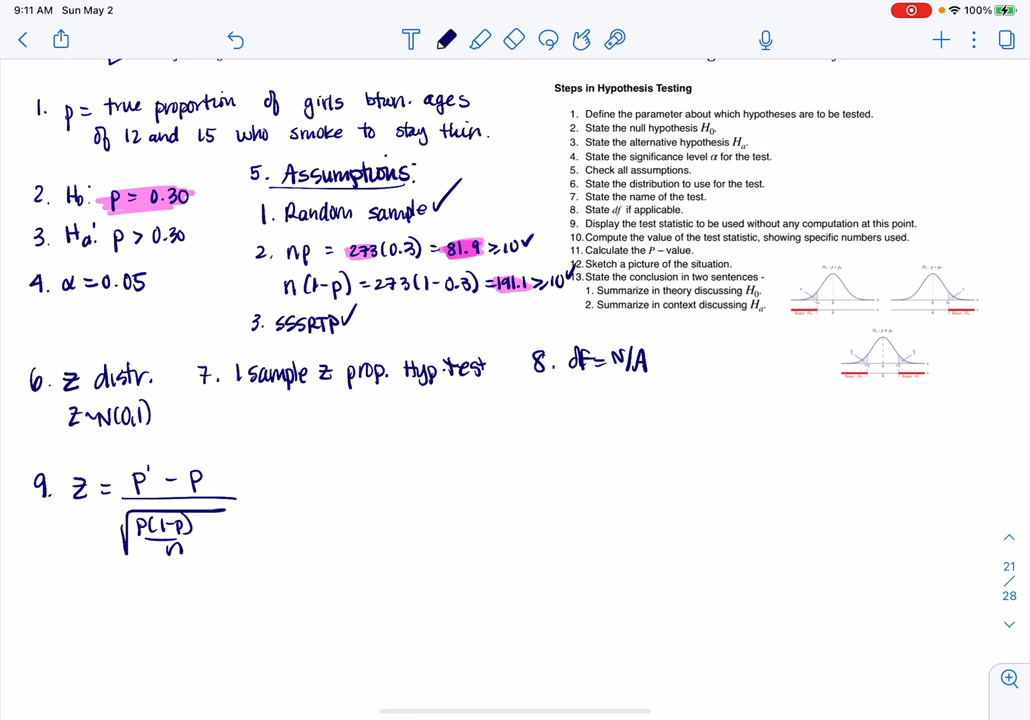 9:11 AM Sun May 2
100%
1. p = true proportion of girls btwn. ages
of 12 and 15 who smoke to stay thin.
2. H₀: p = 0.30
3. Ha: p > 0.30
4. α = 0.05
5. Assumptions:
1. Random sample ✓
2. np = 273(0.3) = 81.9 ≥ 10 ✓
n(1-p) = 273(1-0.3) = 191.1 ≥ 10 ✓
3. SSSRTP ✓
6. Z distr.
Z~N(0,1)
7. 1 sample z prop. Hyp. test
8. df = N/A
9. Z = p' - p
√ p(1-p)
n
Steps in Hypothesis Testing
1. Define the parameter about which hypotheses are to be tested.
2. State the null hypothesis H₀.
3. State the alternative hypothesis Hₐ.
4. State the significance level α for the test.
5. Check all assumptions.
6. State the distribution to use for the test.
7. State the name of the test.
8. State df if applicable.
9. Display the test statistic to be used without any computation at this point.
10. Compute the value of the test statistic, showing specific numbers used.
11. Calculate the P – value.
12. Sketch a picture of the situation.
13. State the conclusion in two sentences -
1. Summarize in theory discussing H₀.
2. Summarize in context discussing Hₐ.
21
/
28